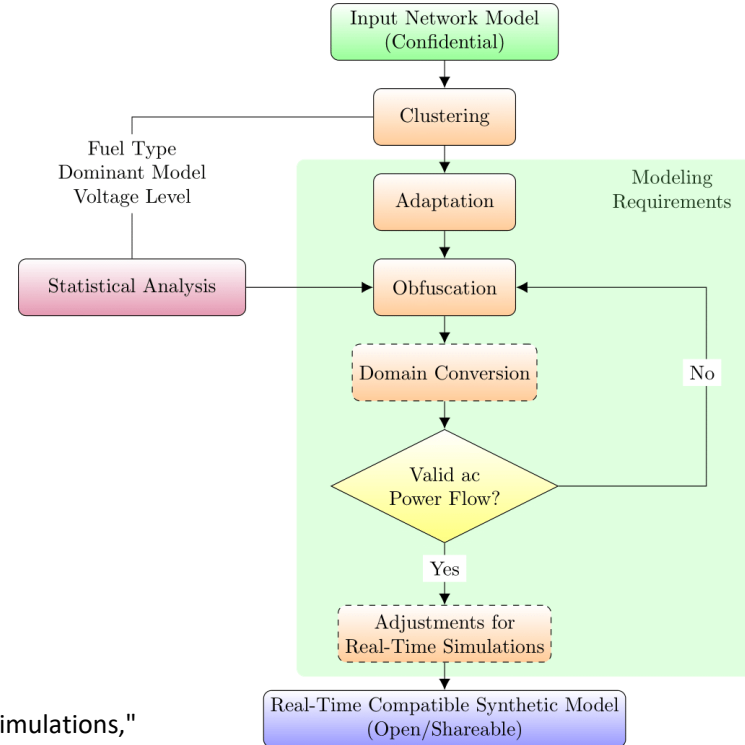 Input Network Model
(Confidential)
Clustering
Fuel Type
Dominant Model
Voltage Level
Modeling
Requirements
Adaptation
Statistical Analysis
Obfuscation
Domain Conversion
No
Valid ac
Power Flow?
Yes
Adjustments for
Real-Time Simulations
Real-Time Compatible Synthetic Model
(Open/Shareable)
imulations,"